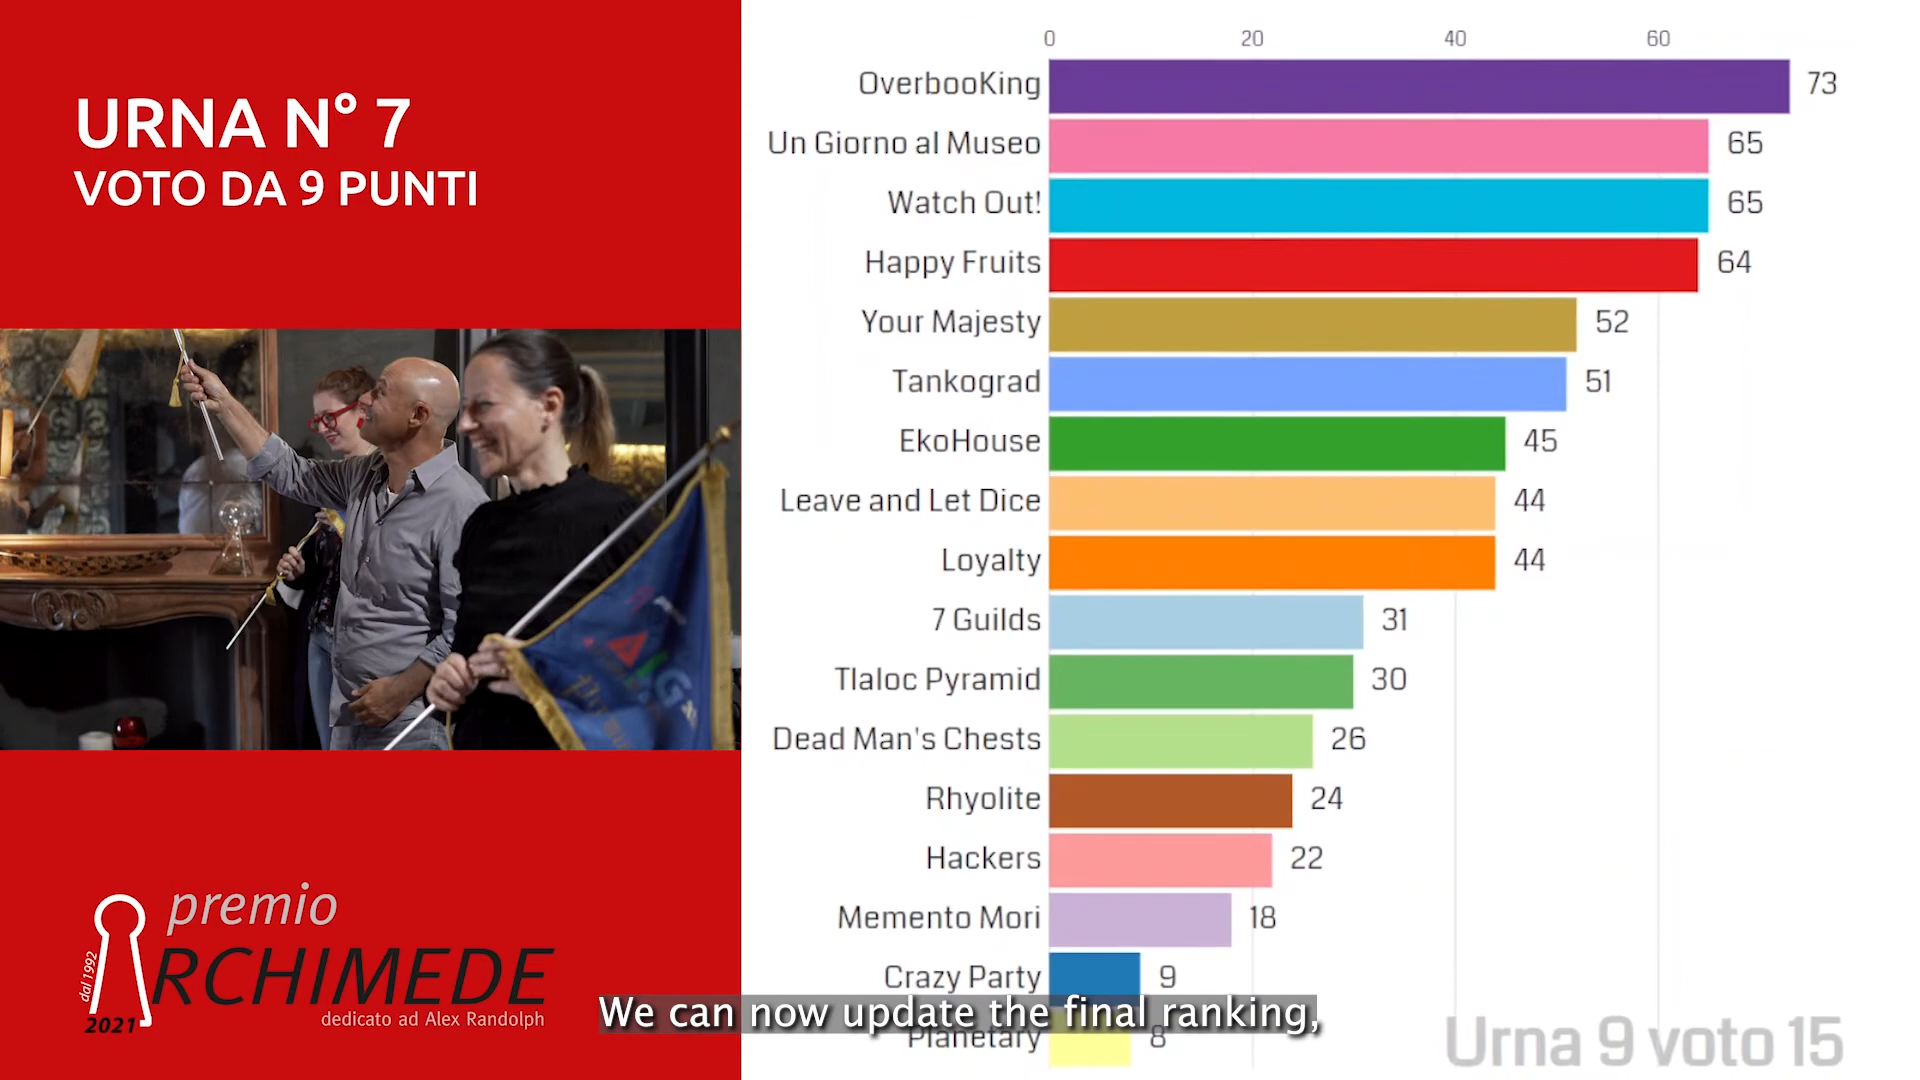 URNA N° 7
VOTO DA 9 PUNTI
premio
ARCHIMEDE
dal 1992
2021
dedicato ad Alex Randolph
0 20 40 60
OverbooKing 73
Un Giorno al Museo 65
Watch Out! 65
Happy Fruits 64
Your Majesty 52
Tankograd 51
EkoHouse 45
Leave and Let Dice 44
Loyalty 44
7 Guilds 31
Tlaloc Pyramid 30
Dead Man's Chests 26
Rhyolite 24
Hackers 22
Memento Mori 18
Crazy Party 9
Planetary 8
We can now update the final ranking,
Urna 9 voto 15